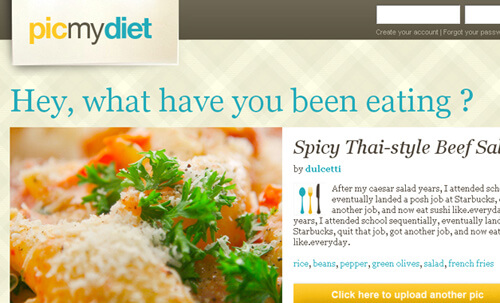 picmydiet
Create your account | Forgot your passw
Hey, what have you been eating ?
Spicy Thai-style Beef Sal
by dulcetti
After my caesar salad years, I attended schoo
eventually landed a posh job at Starbucks,
another job, and now eat sushi like.everyda
years, I attended school sequentially, eventually land
Starbucks, quit that job, got another job, and now eat
like.everyday.
rice, beans, pepper, green olives, salad, french fries
Click here to upload another pic